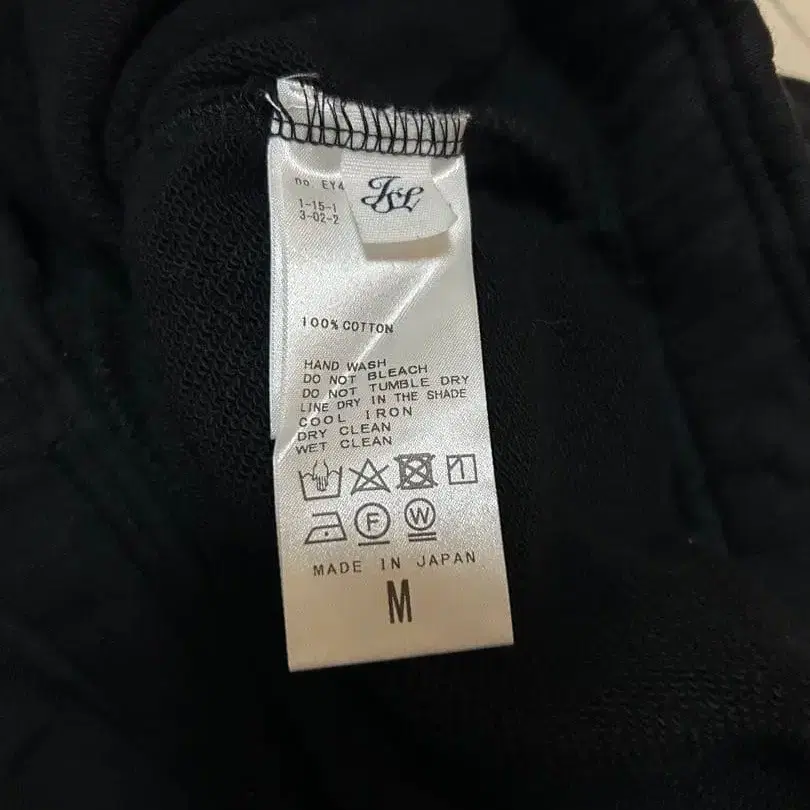 no. EY4
1-15-1
3-02-2
100% COTTON
HAND WASH
DO NOT BLEACH
DO NOT TUMBLE DRY
LINE DRY IN THE SHADE
COOL IRON
DRY CLEAN
WET CLEAN
F W
MADE IN JAPAN
M